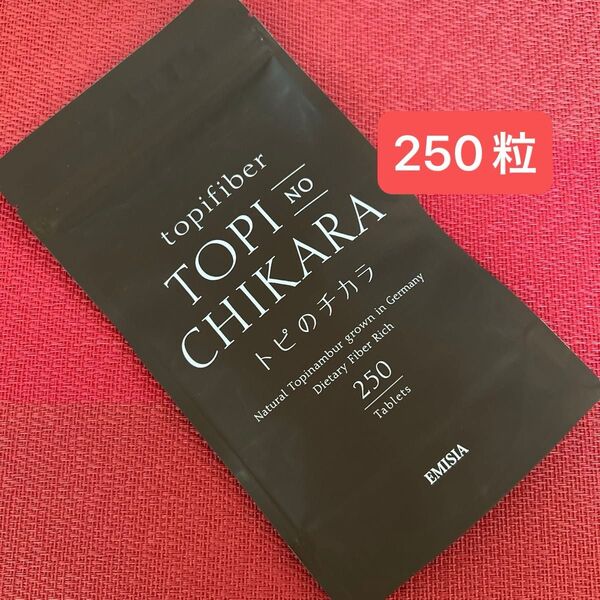 250粒
topifiber
TOPI NO
CHIKARA
トピのチカラ
Natural Topinambur grown in Germany
Dietary Fiber Rich
250
Tablets
EMISIA